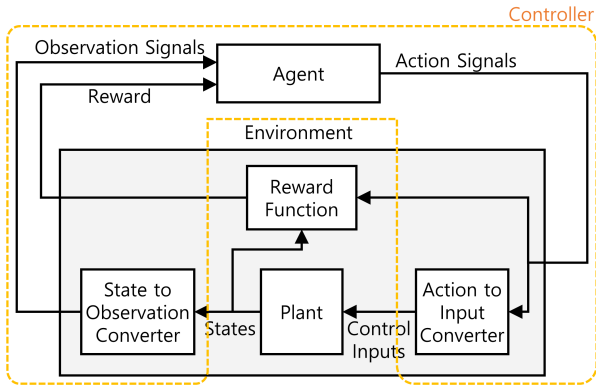 Controller
Observation Signals
Agent
Action Signals
Reward
Environment
Reward
Function
State to
Observation
Converter
States
Plant
Control
Inputs
Action to
Input
Converter